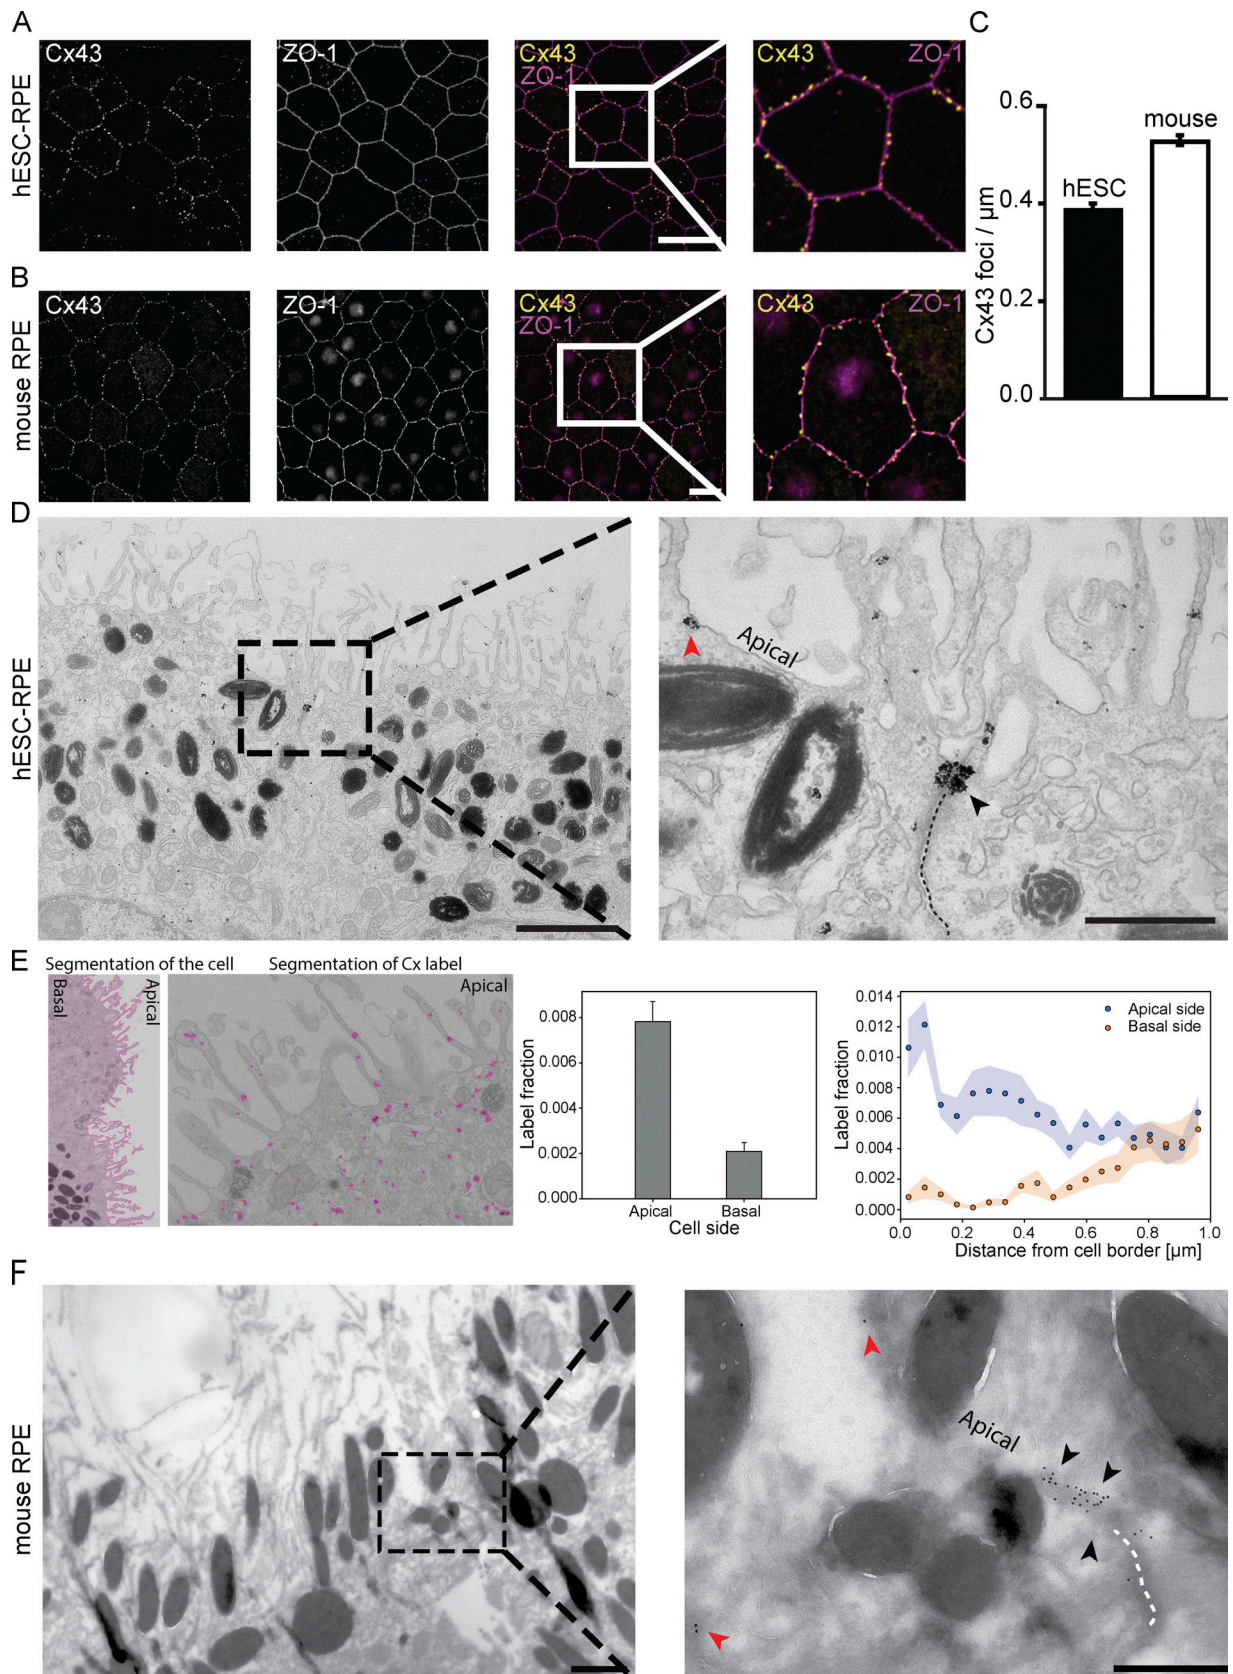 A
hESC-RPE
Cx43
ZO-1
Cx43
ZO-1
Cx43
ZO-1
B
mouse RPE
Cx43
ZO-1
Cx43
ZO-1
Cx43
ZO-1
C
Cx43 foci / µm
0.6
0.4
0.2
0.0
hESC
mouse
D
hESC-RPE
Apical
E
Segmentation of the cell
Basal
Apical
Segmentation of Cx label
Apical
Label fraction
0.008
0.006
0.004
0.002
0.000
Apical
Basal
Cell side
Label fraction
0.014
0.012
0.010
0.008
0.006
0.004
0.002
0.000
Apical side
Basal side
0.0
0.2
0.4
0.6
0.8
1.0
Distance from cell border [µm]
F
mouse RPE
Apical